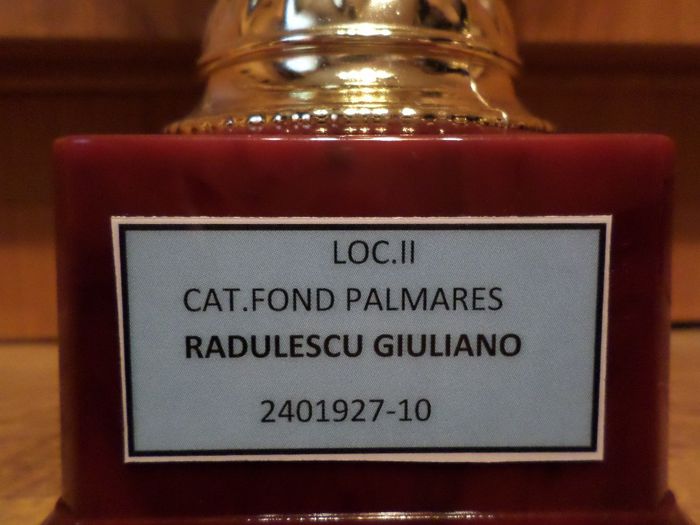 LOC.II
CAT.FOND PALMARES
RADULESCU GIULIANO
2401927-10